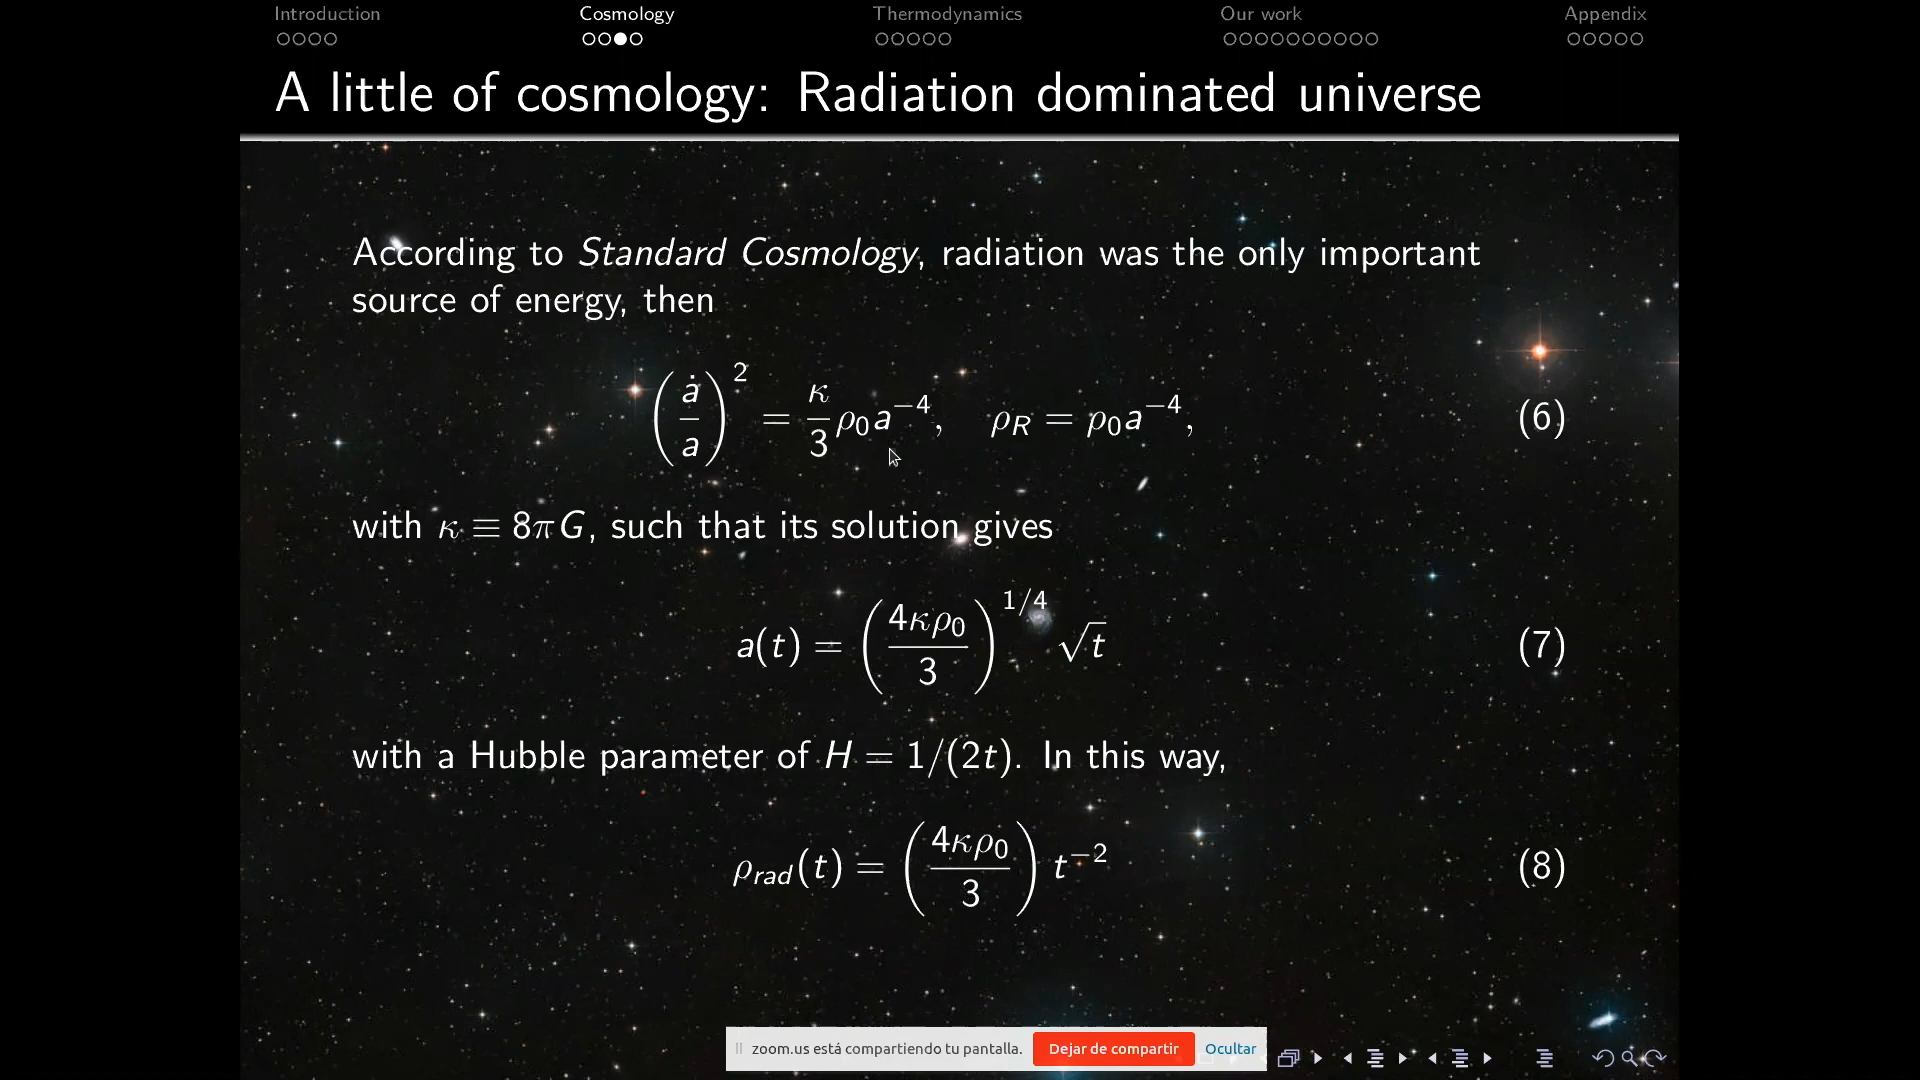 Introduction Cosmology Thermodynamics Our work Appendix
A little of cosmology: Radiation dominated universe
According to Standard Cosmology, radiation was the only important
source of energy, then
(ȧ/a)² = κ/3 ρ₀a⁻⁴, ρ_R = ρ₀a⁻⁴, (6)
with κ ≡ 8πG, such that its solution gives
a(t) = (4κρ₀/3)^{1/4} √t (7)
with a Hubble parameter of H = 1/(2t). In this way,
ρ_rad(t) = (4κρ₀/3) t⁻² (8)
zoom.us está compartiendo tu pantalla. Dejar de compartir Ocultar